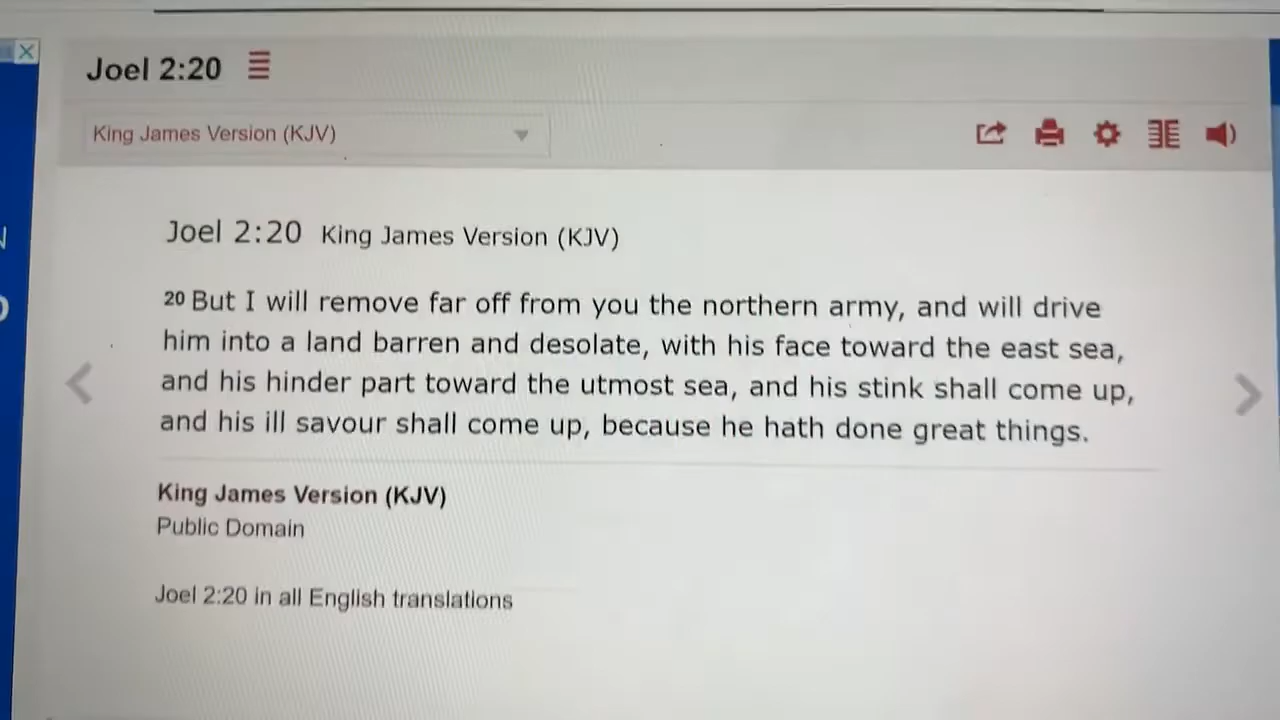 Joel 2:20
King James Version (KJV)
Joel 2:20 King James Version (KJV)
20 But I will remove far off from you the northern army, and will drive
him into a land barren and desolate, with his face toward the east sea,
and his hinder part toward the utmost sea, and his stink shall come up,
and his ill savour shall come up, because he hath done great things.
King James Version (KJV)
Public Domain
Joel 2:20 in all English translations